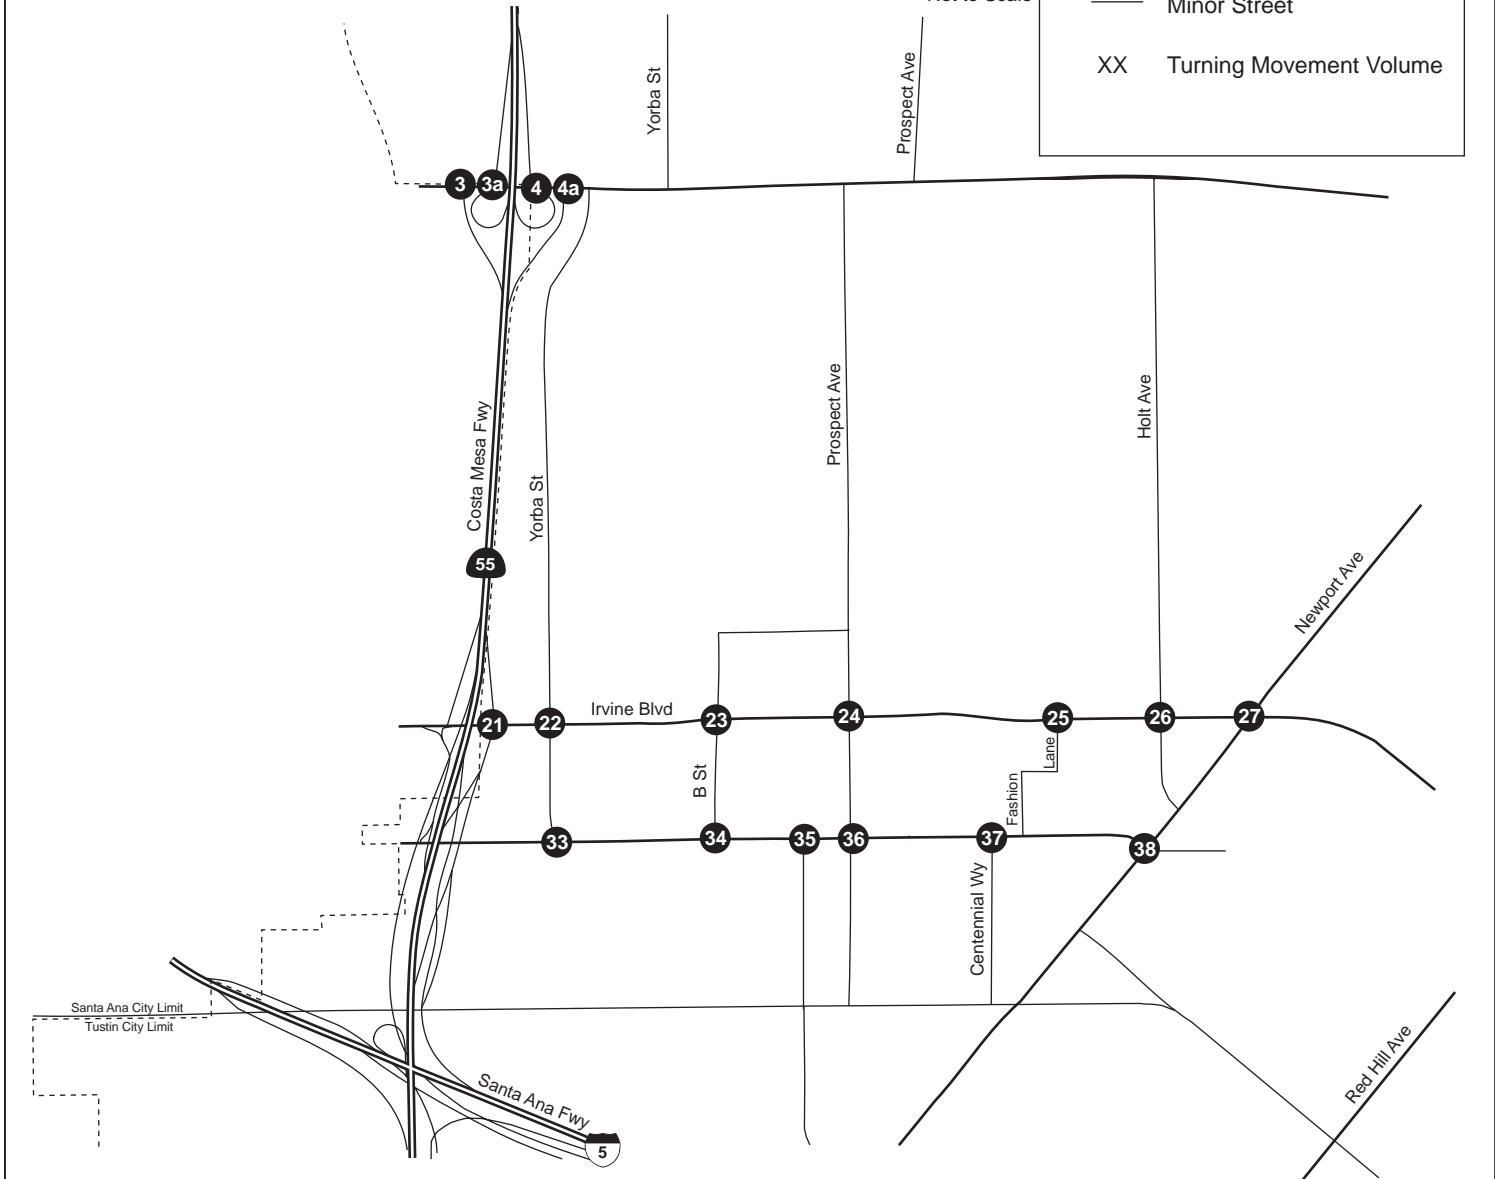 Minor Street
XX Turning Movement Volume
Yorba St
Prospect Ave
3
3a
4
4a
Costa Mesa Fwy
Yorba St
Prospect Ave
Holt Ave
Newport Ave
55
21
22
Irvine Blvd
23
24
25
26
27
B St
Fashion
Lane
33
34
35
36
37
38
Centennial Wy
Santa Ana City Limit
Tustin City Limit
Santa Ana Fwy
5
Red Hill Ave